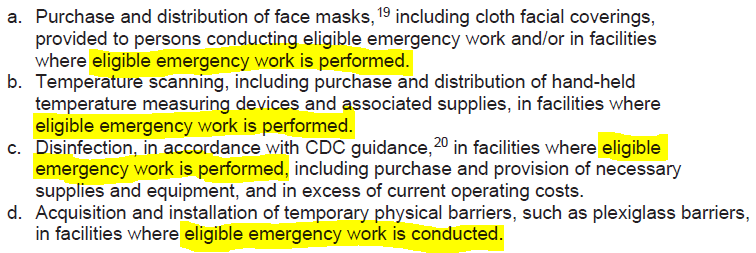 a. Purchase and distribution of face masks,19 including cloth facial coverings,
provided to persons conducting eligible emergency work and/or in facilities
where eligible emergency work is performed.
b. Temperature scanning, including purchase and distribution of hand-held
temperature measuring devices and associated supplies, in facilities where
eligible emergency work is performed.
c. Disinfection, in accordance with CDC guidance,20 in facilities where eligible
emergency work is performed, including purchase and provision of necessary
supplies and equipment, and in excess of current operating costs.
d. Acquisition and installation of temporary physical barriers, such as plexiglass barriers,
in facilities where eligible emergency work is conducted.